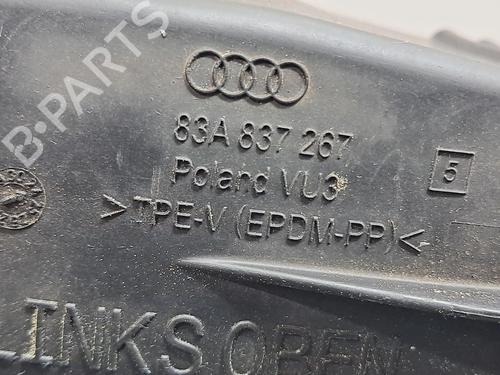 B-PARTS
83A 837 267
Poland VU3
5
>TPE-V (EPDM-PP)<
LINKS OBEN